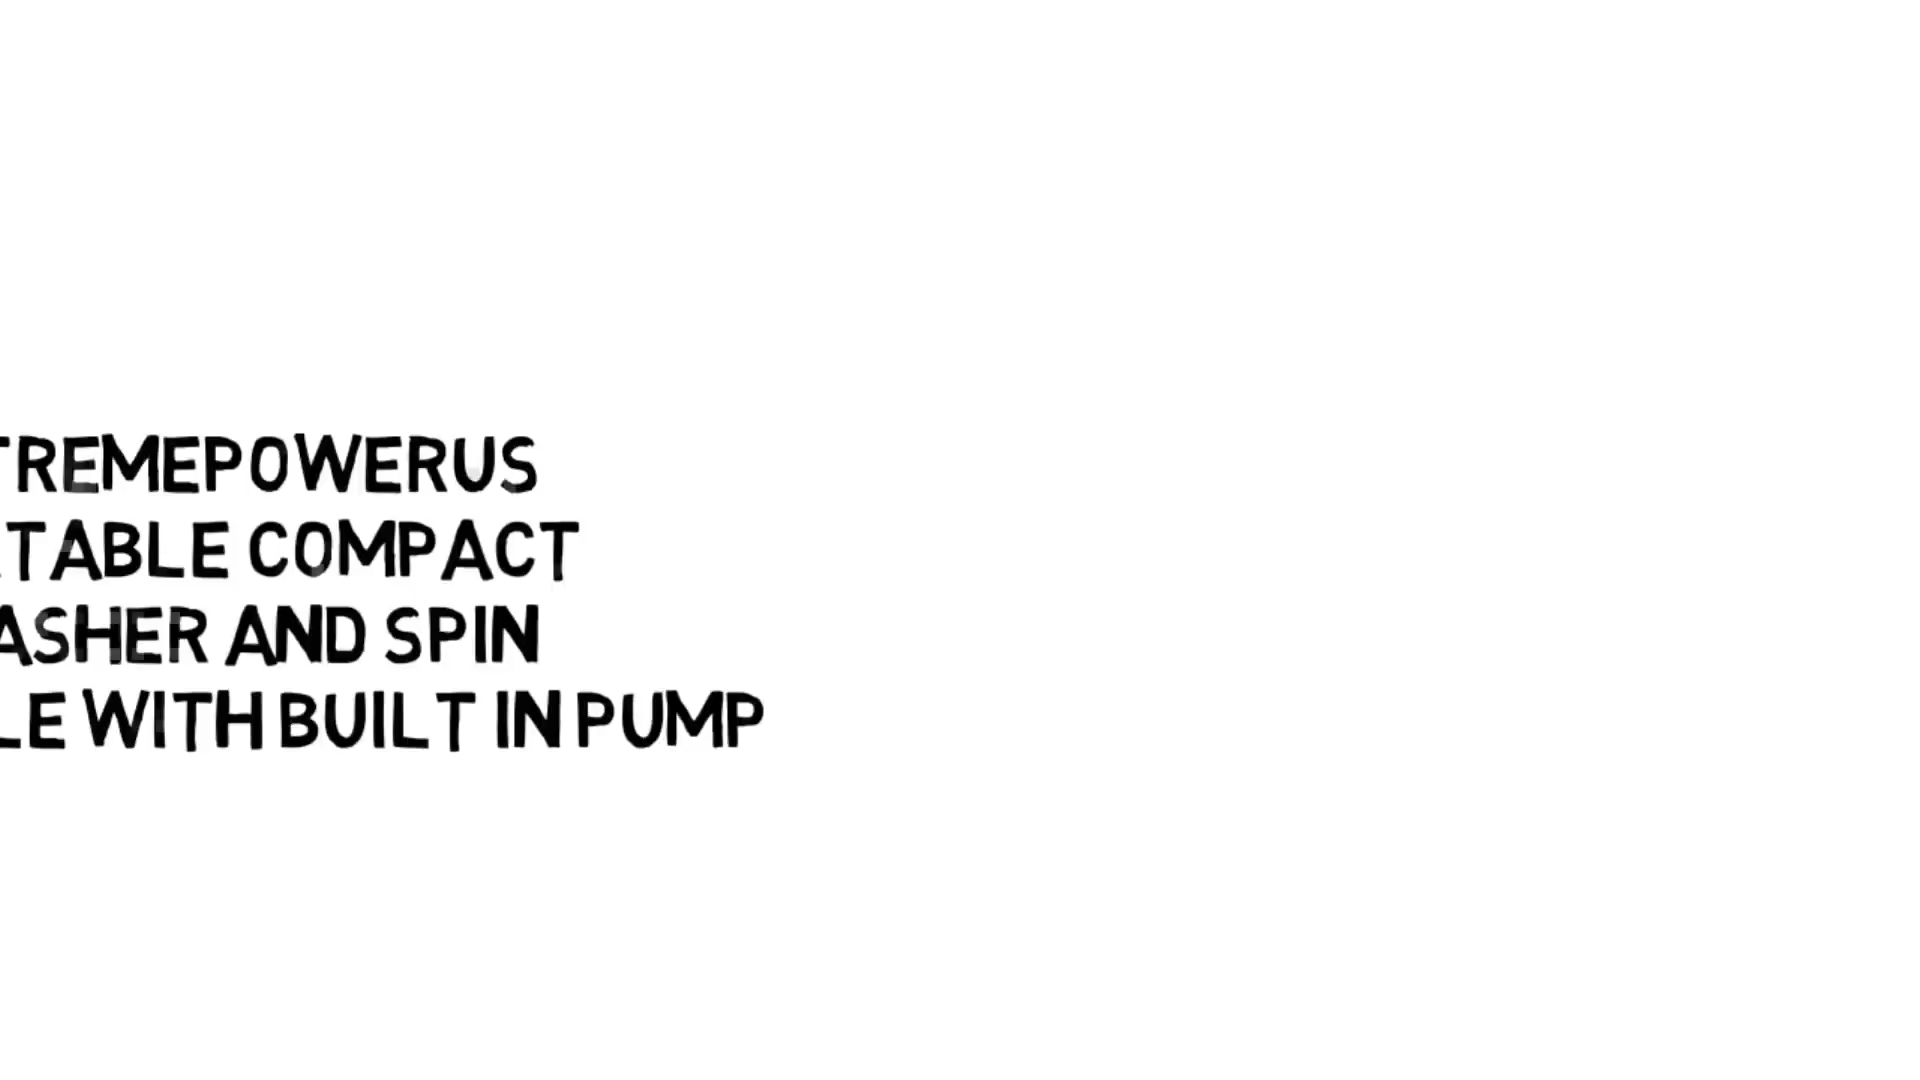 TREMEPOWERUS
TABLE COMPACT
ASHER AND SPIN
LE WITH BUILT IN PUMP